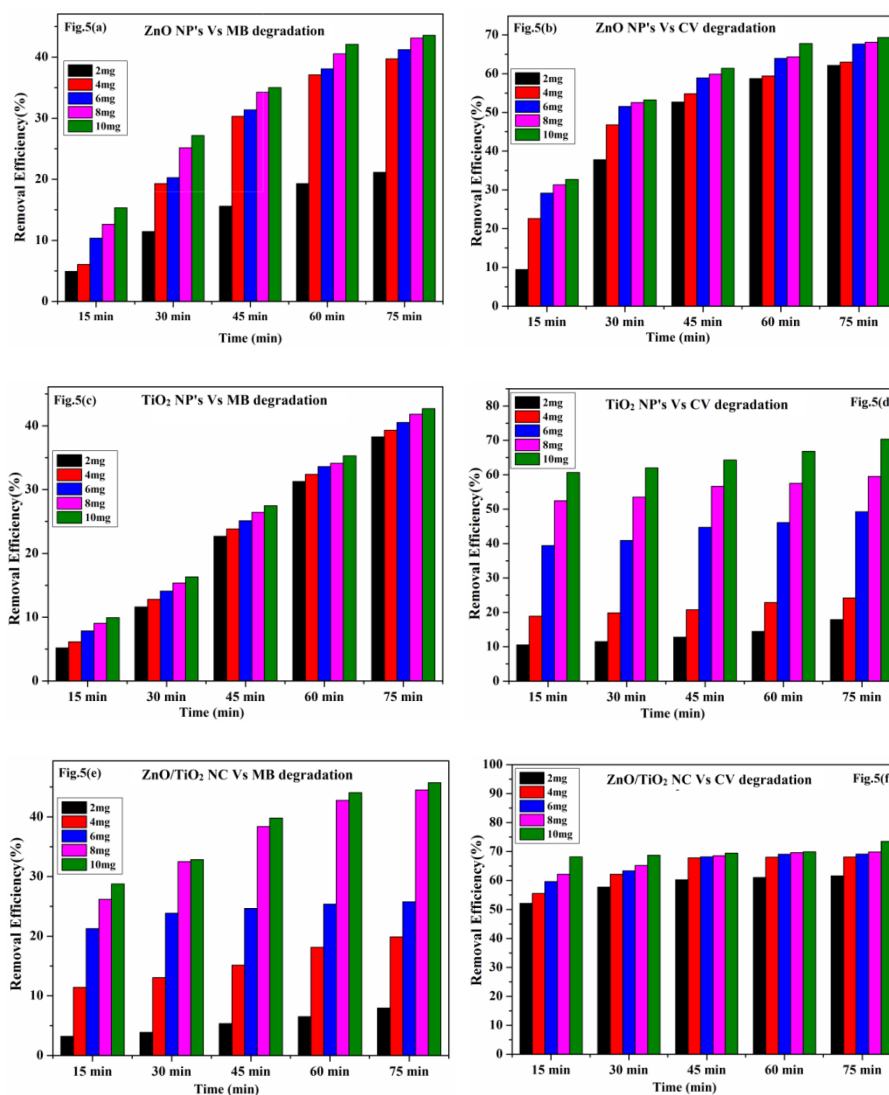 Fig.5(a)
ZnO NP's Vs MB degradation
2mg
4mg
6mg
8mg
10mg
Removal Efficiency(%)
40
30
20
10
0
15 min 30 min 45 min 60 min 75 min
Time (min)
Fig.5(b)
ZnO NP's Vs CV degradation
2mg
4mg
6mg
8mg
10mg
Removal Efficiency(%)
70
60
50
40
30
20
10
0
15 min 30 min 45 min 60 min 75 min
Time (min)
Fig.5(c)
TiO₂ NP's Vs MB degradation
2mg
4mg
6mg
8mg
10mg
Removal Efficiency(%)
40
30
20
10
0
15 min 30 min 45 min 60 min 75 min
Time (min)
TiO₂ NP's Vs CV degradation
Fig.5(d
2mg
4mg
6mg
8mg
10mg
Removal Efficiency(%)
80
70
60
50
40
30
20
10
0
15 min 30 min 45 min 60 min 75 min
Time (min)
Fig.5(e)
ZnO/TiO₂ NC Vs MB degradation
2mg
4mg
6mg
8mg
10mg
Removal Efficiency(%)
40
30
20
10
0
15 min 30 min 45 min 60 min 75 min
Time (min)
ZnO/TiO₂ NC Vs CV degradation
Fig.5(f
2mg
4mg
6mg
8mg
10mg
Removal Efficiency(%)
100
90
80
70
60
50
40
30
20
10
0
15 min 30 min 45 min 60 min 75 min
Time (min)